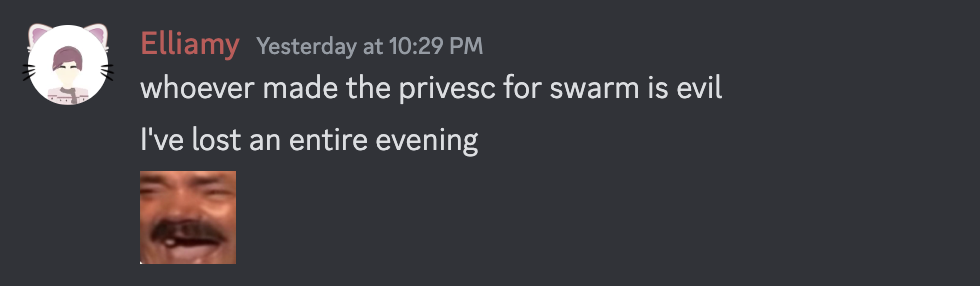 Elliamy Yesterday at 10:29 PM
whoever made the privesc for swarm is evil
I've lost an entire evening